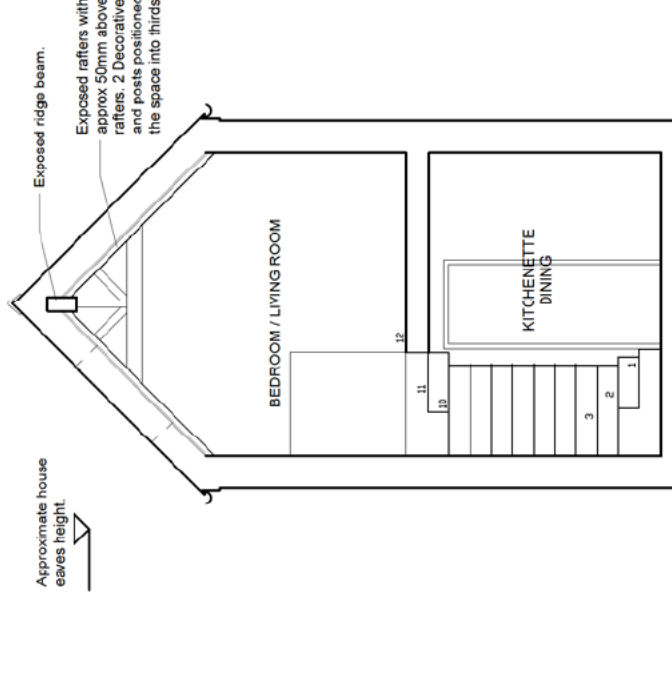 Exposed ridge beam.
Exposed rafters with
approx 50mm above
rafters. 2 Decorative
and posts positioned
the space into thirds
Approximate house
eaves height.
BEDROOM / LIVING ROOM
12
11
10
KITCHENETTE
DINING
3
2
1